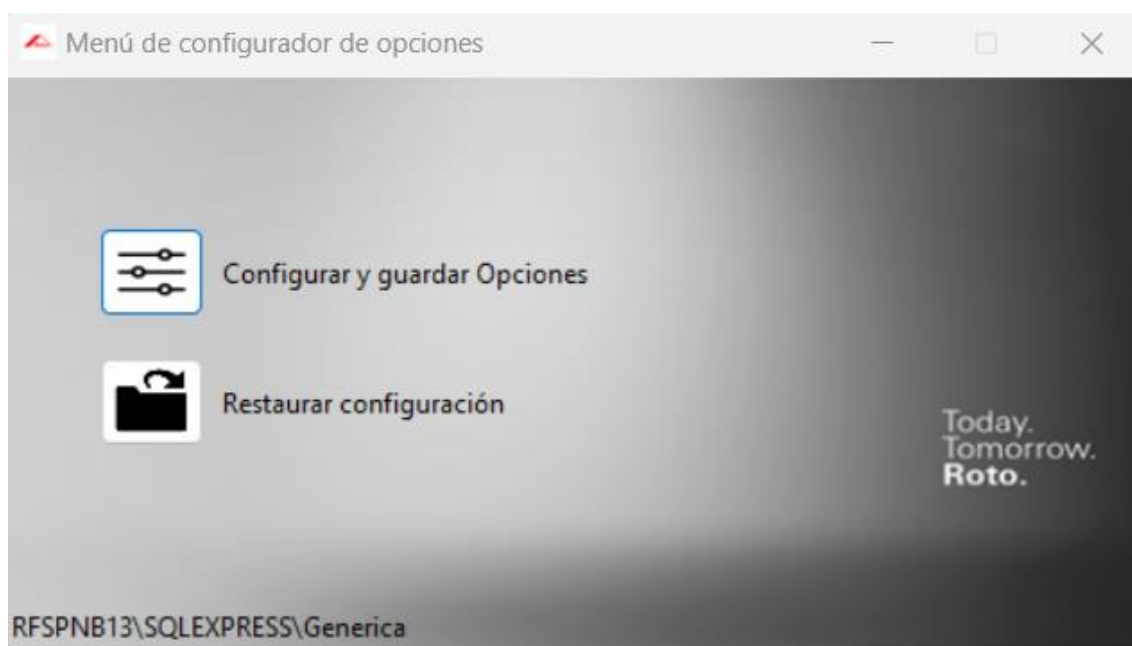 Menú de configurador de opciones
Configurar y guardar Opciones
Restaurar configuración
Today.
Tomorrow.
Roto.
RFSPNB13\SQLEXPRESS\Generica